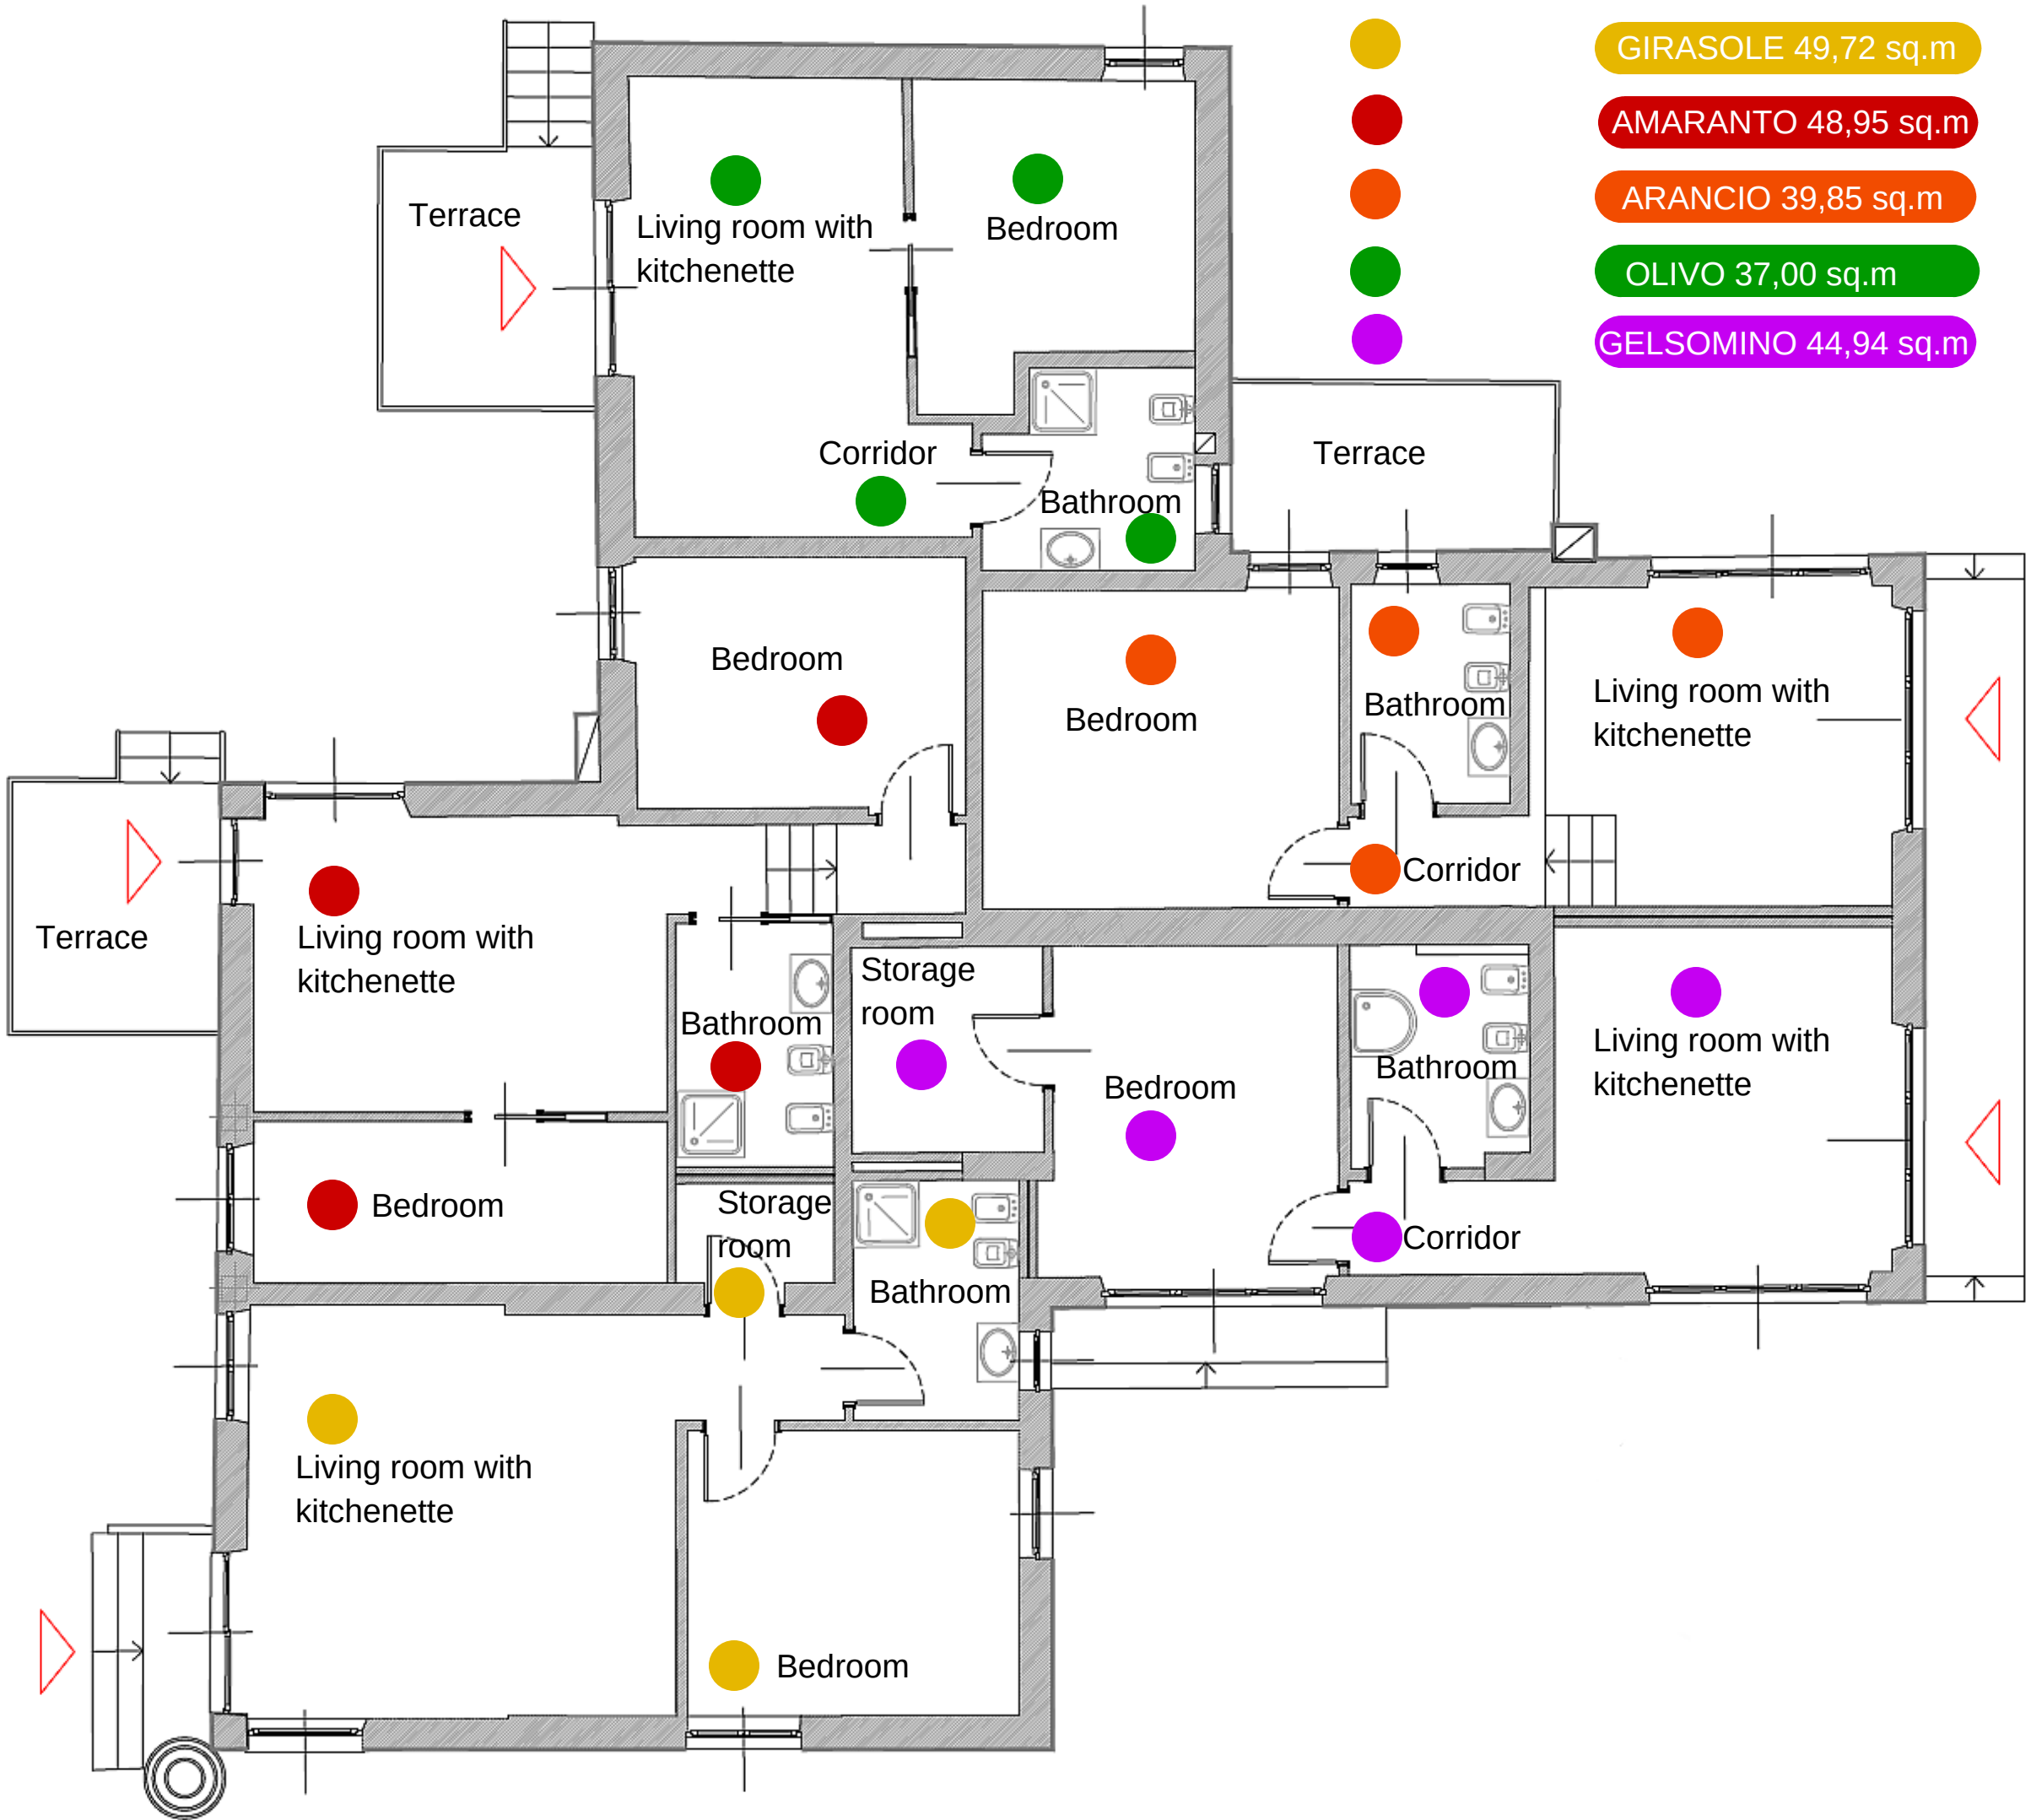 GIRASOLE 49,72 sq.m
AMARANTO 48,95 sq.m
ARANCIO 39,85 sq.m
OLIVO 37,00 sq.m
GELSOMINO 44,94 sq.m
Terrace
Living room with
kitchenette
Bedroom
Corridor
Bathroom
Terrace
Bedroom
Bedroom
Bathroom
Living room with
kitchenette
Corridor
Terrace
Living room with
kitchenette
Bathroom
Storage
room
Bedroom
Bathroom
Living room with
kitchenette
Bedroom
Storage
room
Corridor
Bathroom
Living room with
kitchenette
Bedroom